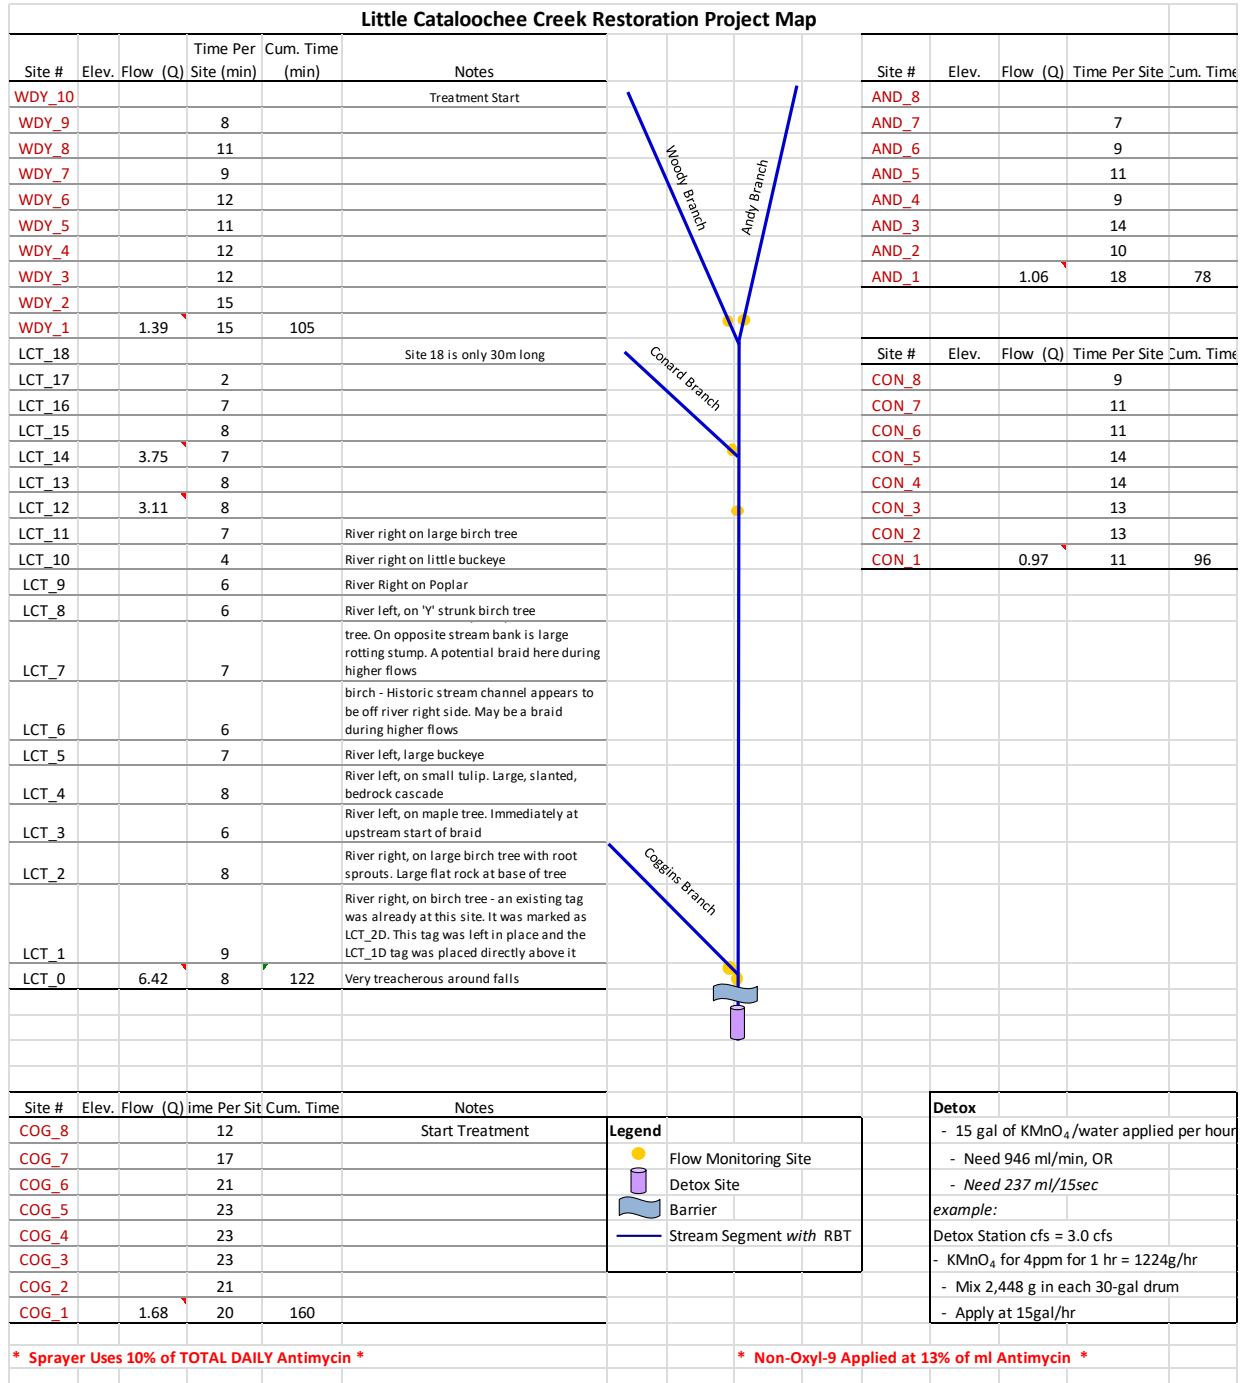 Little Cataloochee Creek Restoration Project Map
Time Per Cum. Time
Site # Elev. Flow (Q) Site (min) (min) Notes
WDY_10 Treatment Start
WDY_9 8
WDY_8 11
WDY_7 9
WDY_6 12
WDY_5 11
WDY_4 12
WDY_3 12
WDY_2 15
WDY_1 1.39 15 105
LCT_18 Site 18 is only 30m long
LCT_17 2
LCT_16 7
LCT_15 8
LCT_14 3.75 7
LCT_13 8
LCT_12 3.11 8
LCT_11 7 River right on large birch tree
LCT_10 4 River right on little buckeye
LCT_9 6 River Right on Poplar
LCT_8 6 River left, on 'Y' strunk birch tree
tree. On opposite stream bank is large
rotting stump. A potential braid here during
LCT_7 7 higher flows
birch - Historic stream channel appears to
be off river right side. May be a braid
LCT_6 6 during higher flows
LCT_5 7 River left, large buckeye
River left, on small tulip. Large, slanted,
LCT_4 8 bedrock cascade
River left, on maple tree. Immediately at
LCT_3 6 upstream start of braid
River right, on large birch tree with root
LCT_2 8 sprouts. Large flat rock at base of tree
River right, on birch tree - an existing tag
was already at this site. It was marked as
LCT_2D. This tag was left in place and the
LCT_1 9 LCT_1D tag was placed directly above it
LCT_0 6.42 8 122 Very treacherous around falls
Woody Branch
Andy Branch
Conard Branch
Coggins Branch
Site # Elev. Flow (Q) Time Per Site Cum. Time
AND_8
AND_7 7
AND_6 9
AND_5 11
AND_4 9
AND_3 14
AND_2 10
AND_1 1.06 18 78
Site # Elev. Flow (Q) Time Per Site Cum. Time
CON_8 9
CON_7 11
CON_6 11
CON_5 14
CON_4 14
CON_3 13
CON_2 13
CON_1 0.97 11 96
Site # Elev. Flow (Q) ime Per Sit Cum. Time Notes
COG_8 12 Start Treatment
COG_7 17
COG_6 21
COG_5 23
COG_4 23
COG_3 23
COG_2 21
COG_1 1.68 20 160
Legend
Flow Monitoring Site
Detox Site
Barrier
Stream Segment with RBT
Detox
- 15 gal of KMnO₄/water applied per hour
- Need 946 ml/min, OR
- Need 237 ml/15sec
example:
Detox Station cfs = 3.0 cfs
- KMnO₄ for 4ppm for 1 hr = 1224g/hr
- Mix 2,448 g in each 30-gal drum
- Apply at 15gal/hr
* Sprayer Uses 10% of TOTAL DAILY Antimycin *
* Non-Oxyl-9 Applied at 13% of ml Antimycin *